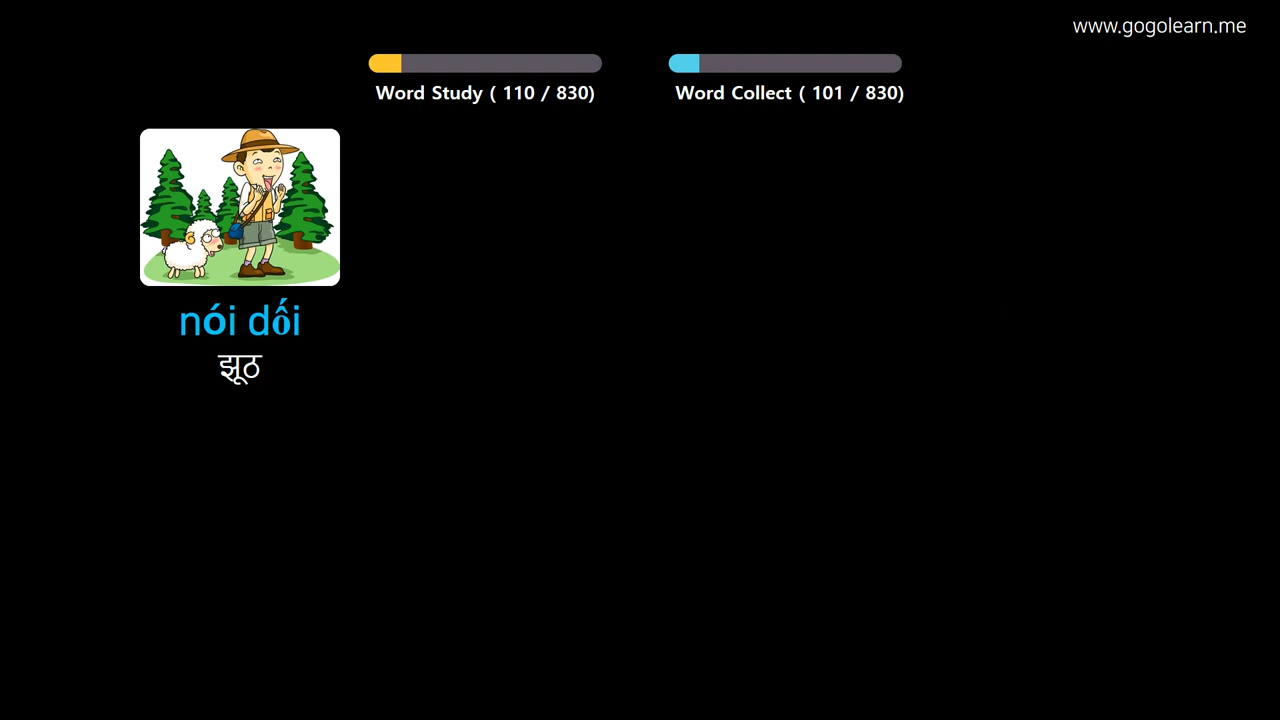 www.gogolearn.me
Word Study ( 110 / 830)
Word Collect ( 101 / 830)
nói dối
झूठ